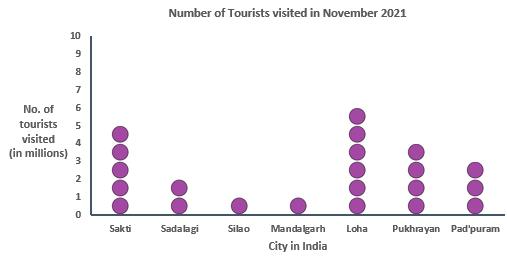 Number of Tourists visited in November 2021
10
9
8
7
6
5
4
3
2
1
0
No. of
tourists
visited
(in millions)
Sakti Sadalagi Silao Mandalgarh Loha Pukhrayan Pad'puram
City in India